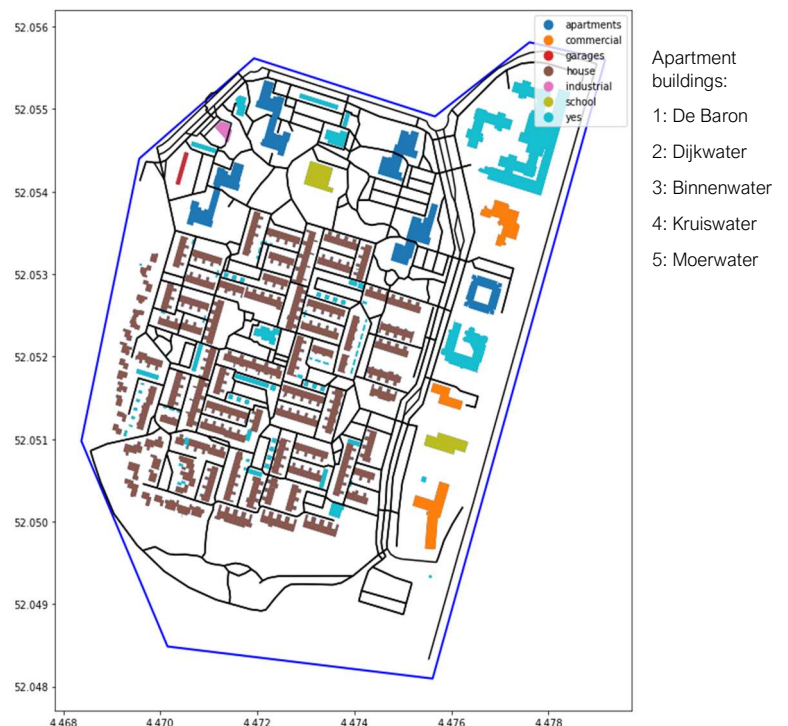 52.056
52.055
52.054
52.053
52.052
52.051
52.050
52.049
52.048
4.468
4.470
4.472
4.474
4.476
4.478
apartments
commercial
garages
house
industrial
school
yes
Apartment
buildings:
1: De Baron
2: Dijkwater
3: Binnenwater
4: Kruiswater
5: Moerwater